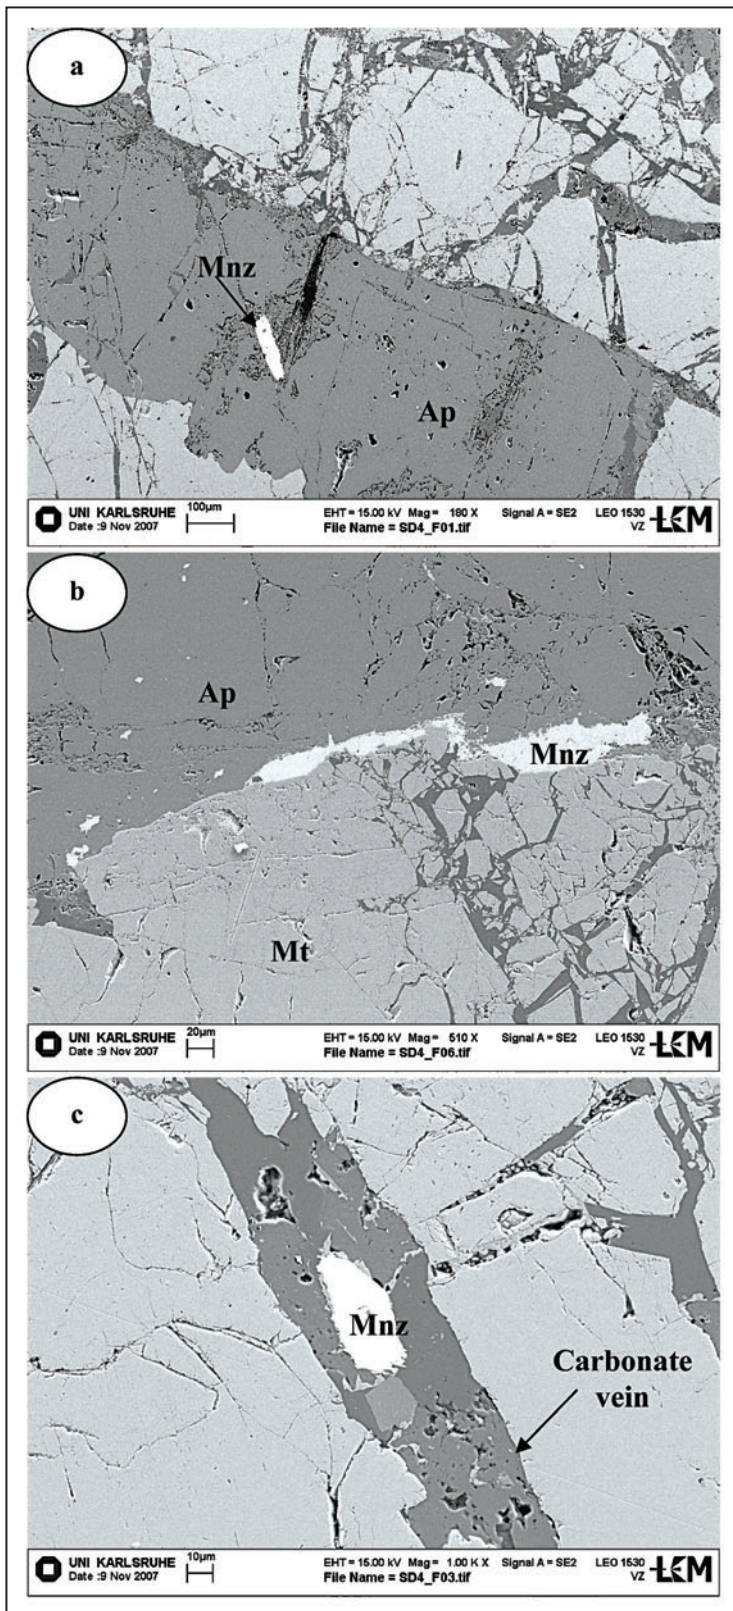 a
Mnz
Ap
100µm
UNI KARLSRUHE
Date :9 Nov 2007
EHT = 15.00 kV Mag = 180 X Signal A = SE2 LEO 1530
File Name = SD4_F01.tif VZ
LEM
b
Ap
Mnz
Mt
20µm
UNI KARLSRUHE
Date :9 Nov 2007
EHT = 15.00 kV Mag = 510 X Signal A = SE2 LEO 1530
File Name = SD4_F06.tif VZ
LEM
c
Mnz
Carbonate
vein
10µm
UNI KARLSRUHE
Date :9 Nov 2007
EHT = 15.00 kV Mag = 1.00 K X Signal A = SE2 LEO 1530
File Name = SD4_F03.tif VZ
LEM